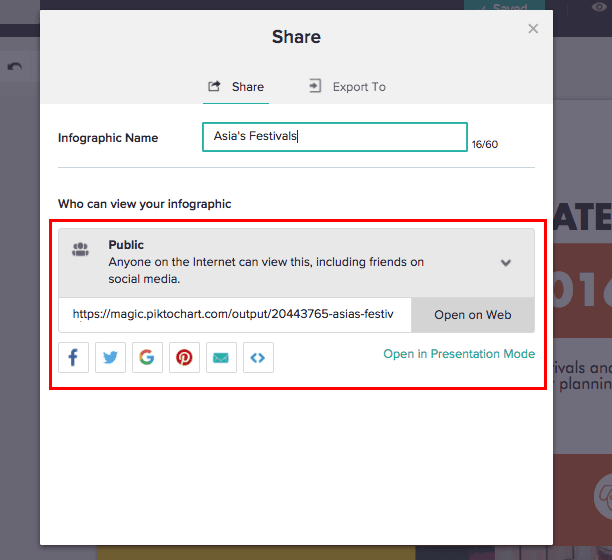 Saved
Share
Share
Export To
Infographic Name
Asia's Festivals
16/60
Who can view your infographic
Public
Anyone on the Internet can view this, including friends on
social media.
https://magic.piktochart.com/output/20443765-asias-festiv
Open on Web
Open in Presentation Mode
ATE
016
ivals and
planning